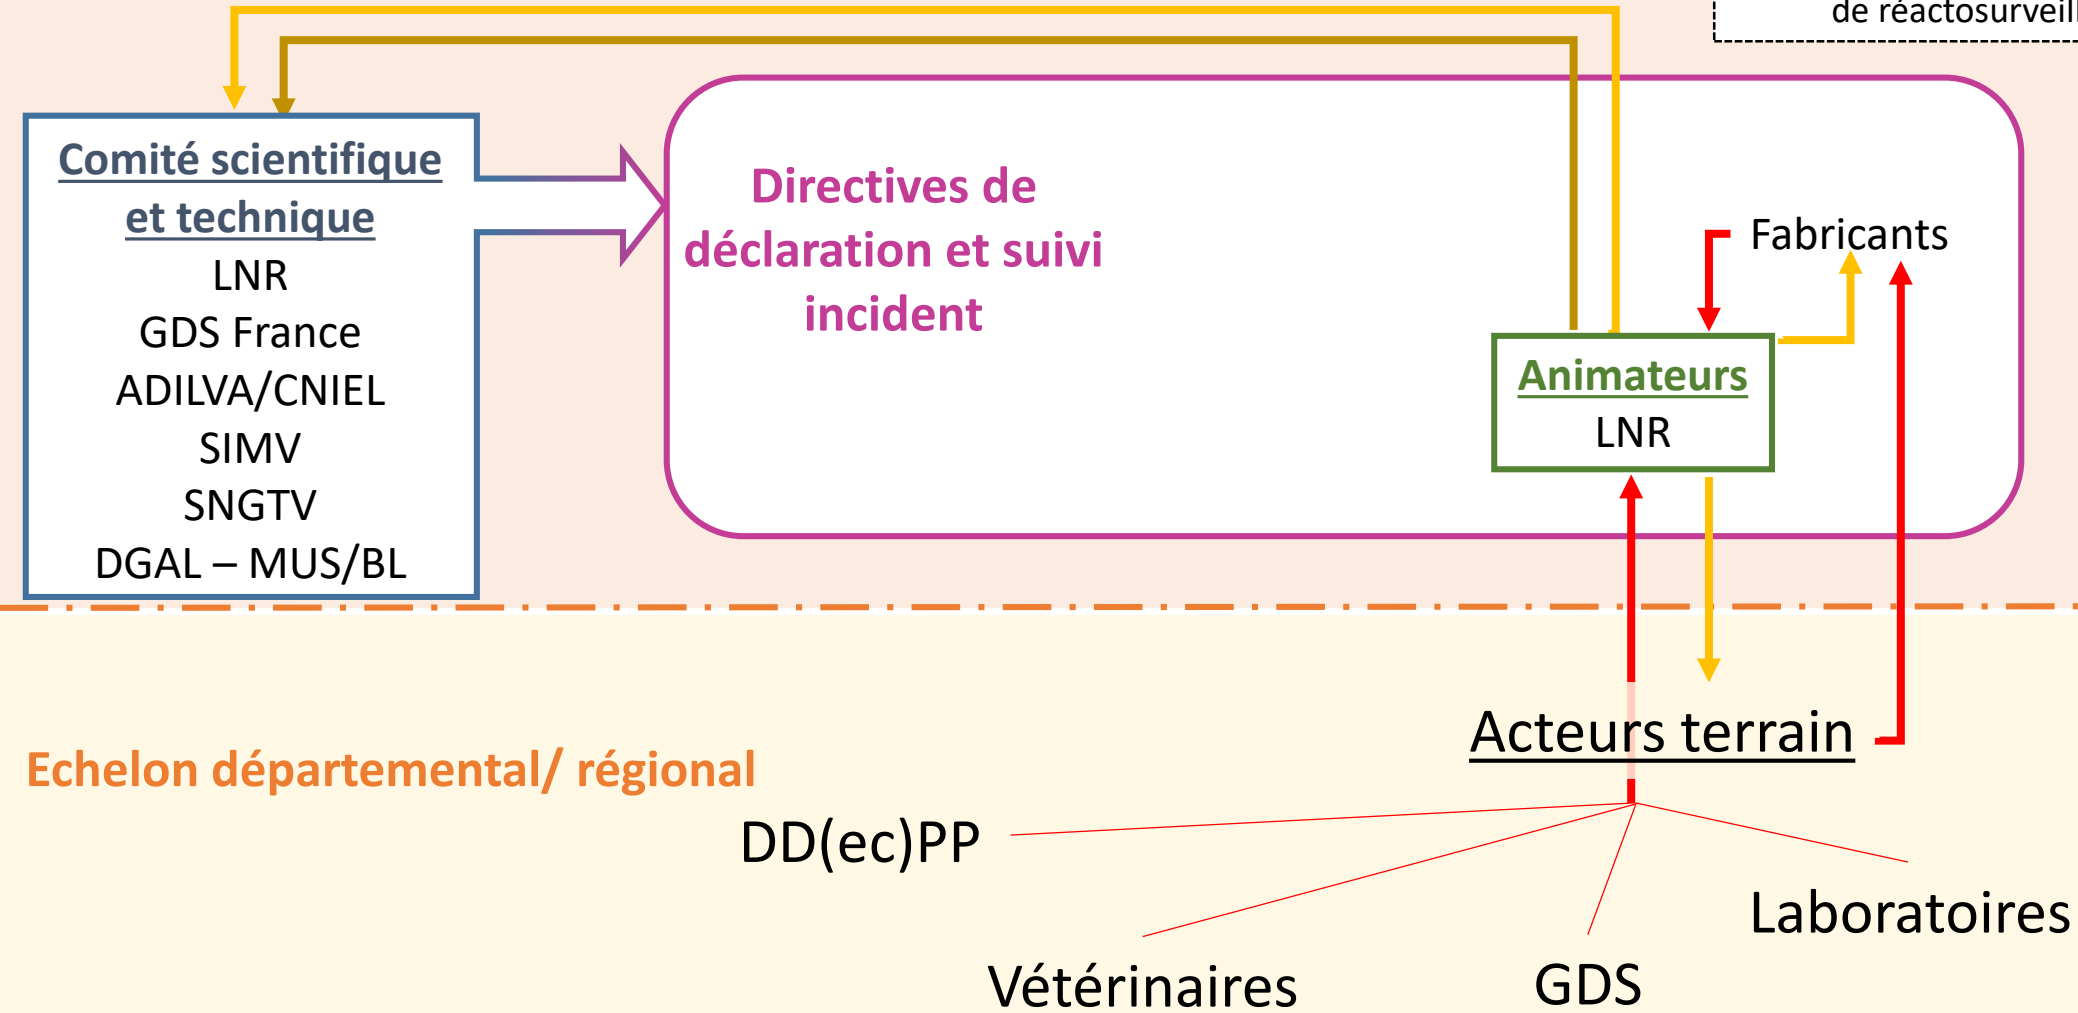 de réactosurveill
Comité scientifique
et technique
LNR
GDS France
ADILVA/CNIEL
SIMV
SNGTV
DGAL – MUS/BL
Directives de
déclaration et suivi
incident
Fabricants
Animateurs
LNR
Acteurs terrain
Echelon départemental/ régional
DD(ec)PP
Laboratoires
Vétérinaires
GDS